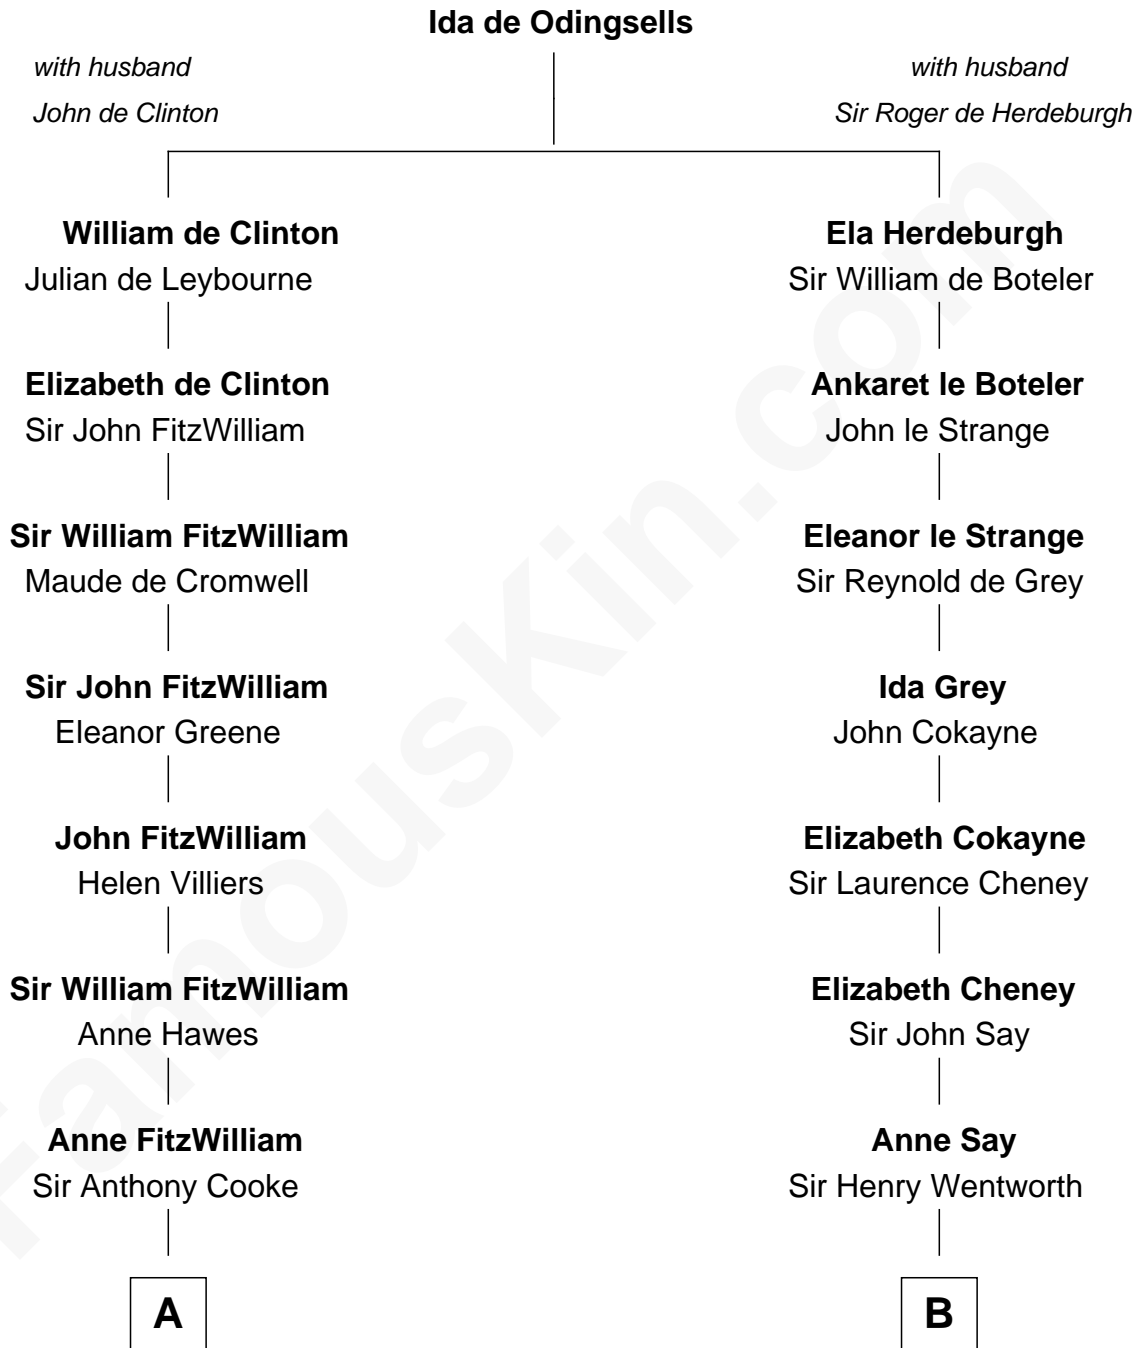 Ida de Odingsells
with husband
John de Clinton
with husband
Sir Roger de Herdeburgh
William de Clinton
Julian de Leybourne
Elizabeth de Clinton
Sir John FitzWilliam
Sir William FitzWilliam
Maude de Cromwell
Sir John FitzWilliam
Eleanor Greene
John FitzWilliam
Helen Villiers
Sir William FitzWilliam
Anne Hawes
Anne FitzWilliam
Sir Anthony Cooke
A
Ela Herdeburgh
Sir William de Boteler
Ankaret le Boteler
John le Strange
Eleanor le Strange
Sir Reynold de Grey
Ida Grey
John Cokayne
Elizabeth Cokayne
Sir Laurence Cheney
Elizabeth Cheney
Sir John Say
Anne Say
Sir Henry Wentworth
B
FamousKin.com